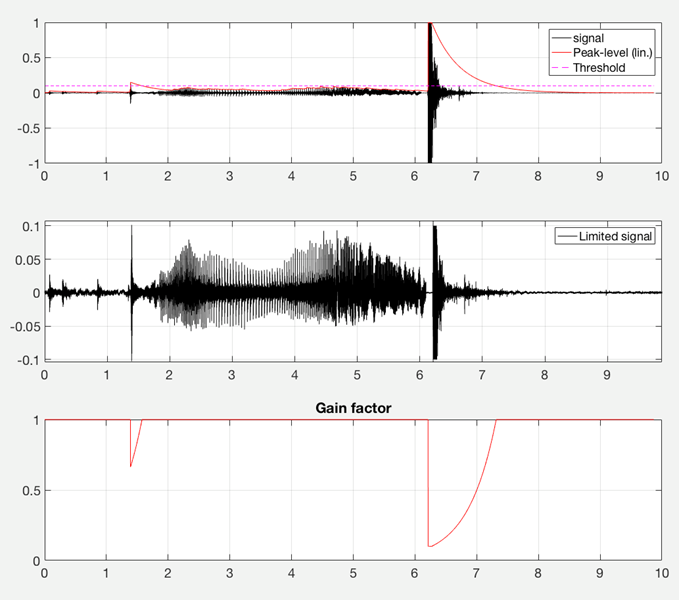 1
0.5
0
-0.5
-1
signal
Peak-level (lin.)
Threshold
0 1 2 3 4 5 6 7 8 9 10
0.1
0.05
0
-0.05
-0.1
Limited signal
0 1 2 3 4 5 6 7 8 9
Gain factor
1
0.5
0
0 1 2 3 4 5 6 7 8 9 10